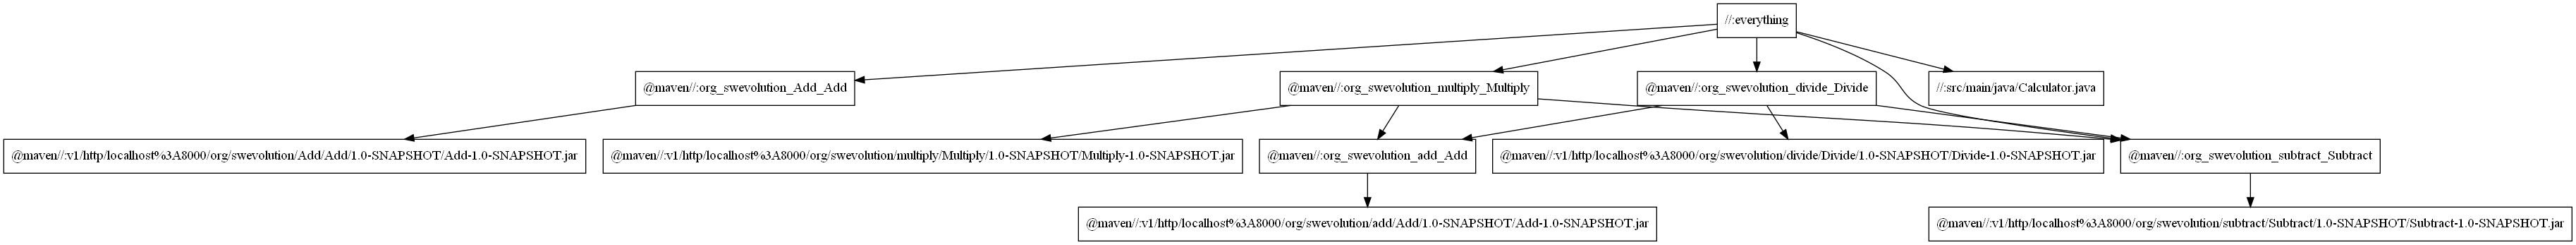 //:everything
@maven//:org_swevolution_Add_Add
@maven//:org_swevolution_multiply_Multiply
@maven//:org_swevolution_divide_Divide
//:src/main/java/Calculator.java
@maven//:v1/http/localhost%3A8000/org/swevolution/Add/Add/1.0-SNAPSHOT/Add-1.0-SNAPSHOT.jar
@maven//:v1/http/localhost%3A8000/org/swevolution/multiply/Multiply/1.0-SNAPSHOT/Multiply-1.0-SNAPSHOT.jar
@maven//:org_swevolution_add_Add
@maven//:v1/http/localhost%3A8000/org/swevolution/divide/Divide/1.0-SNAPSHOT/Divide-1.0-SNAPSHOT.jar
@maven//:org_swevolution_subtract_Subtract
@maven//:v1/http/localhost%3A8000/org/swevolution/add/Add/1.0-SNAPSHOT/Add-1.0-SNAPSHOT.jar
@maven//:v1/http/localhost%3A8000/org/swevolution/subtract/Subtract/1.0-SNAPSHOT/Subtract-1.0-SNAPSHOT.jar